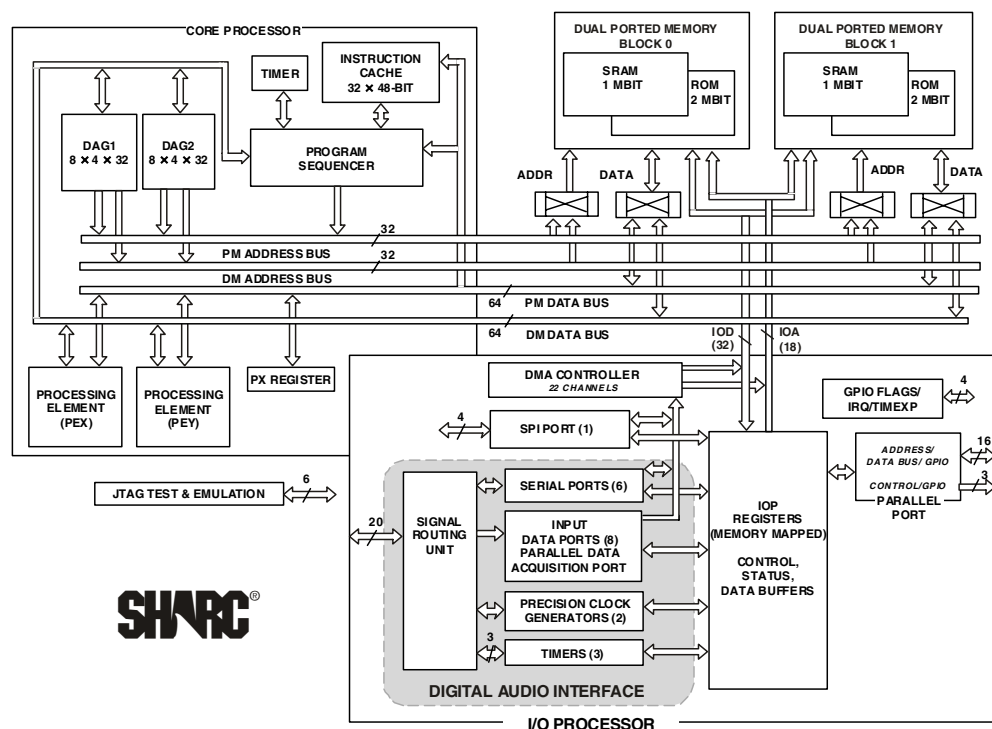 CORE PROCESSOR
TIMER
INSTRUCTION
CACHE
32 × 48-BIT
DAG1
8 × 4 × 32
DAG2
8 × 4 × 32
PROGRAM
SEQUENCER
DUAL PORTED MEMORY
BLOCK 0
SRAM
1 MBIT
ROM
2 MBIT
DUAL PORTED MEMORY
BLOCK 1
SRAM
1 MBIT
ROM
2 MBIT
ADDR
DATA
ADDR
DATA
32
PM ADDRESS BUS
32
DM ADDRESS BUS
64
PM DATA BUS
64
DM DATA BUS
IOD
(32)
IOA
(18)
PROCESSING
ELEMENT
(PEX)
PROCESSING
ELEMENT
(PEY)
PX REGISTER
JTAG TEST & EMULATION
6
DMA CONTROLLER
22 CHANNELS
4
SPI PORT (1)
GPIO FLAGS/
IRQ/TIMEXP
4
ADDRESS/
DATA BUS/ GPIO
CONTROL/GPIO
PARALLEL
PORT
16
3
20
SIGNAL
ROUTING
UNIT
SERIAL PORTS (6)
INPUT
DATA PORTS (8)
PARALLEL DATA
ACQUISITION PORT
PRECISION CLOCK
GENERATORS (2)
3
TIMERS (3)
IOP
REGISTERS
(MEMORY MAPPED)
CONTROL,
STATUS,
DATA BUFFERS
DIGITAL AUDIO INTERFACE
I/O PROCESSOR
SHARC®